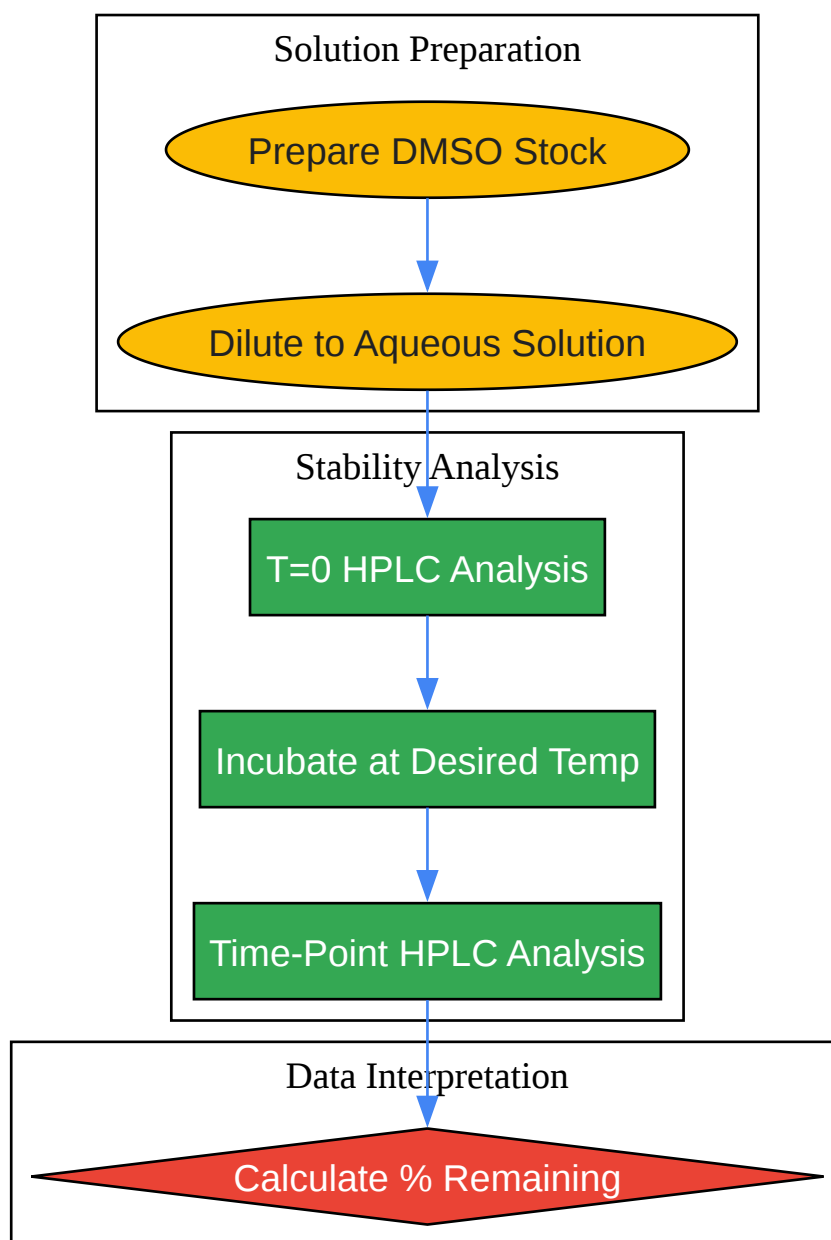 Solution Preparation
Prepare DMSO Stock
Dilute to Aqueous Solution
Stability Analysis
T=0 HPLC Analysis
Incubate at Desired Temp
Time-Point HPLC Analysis
Data Interpretation
Calculate % Remaining